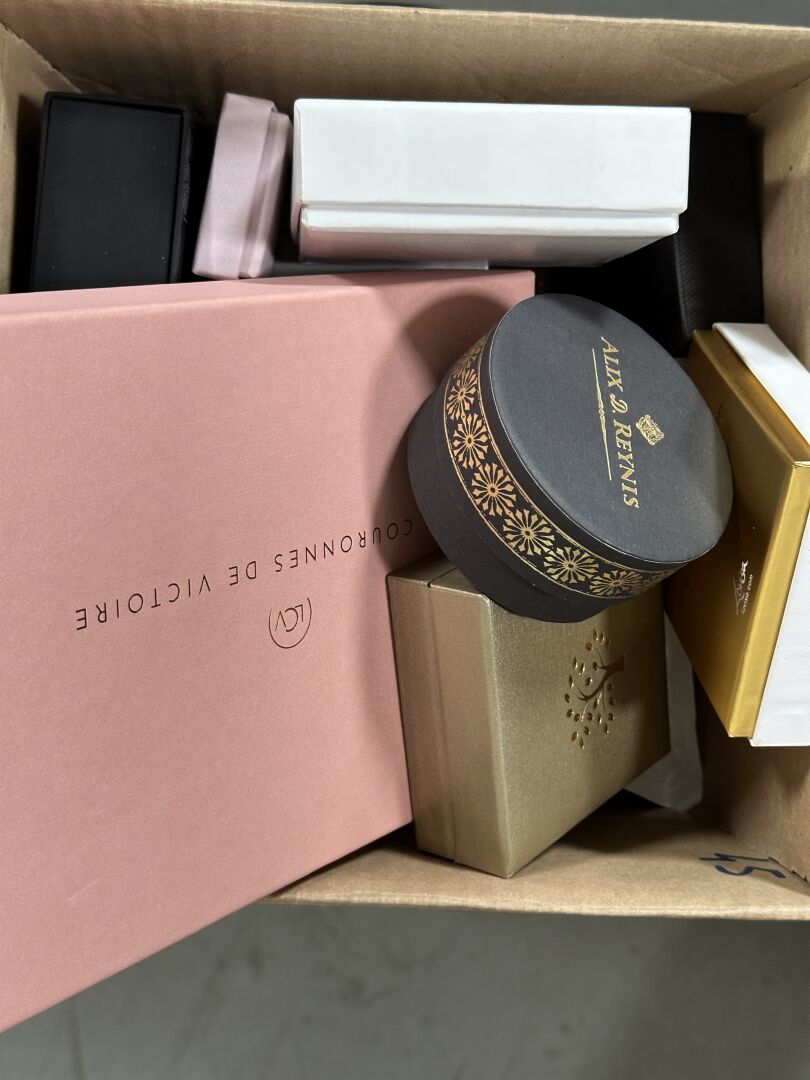 ALIX D. REYNIS
COURONNES DE VICTOIRE
LCV